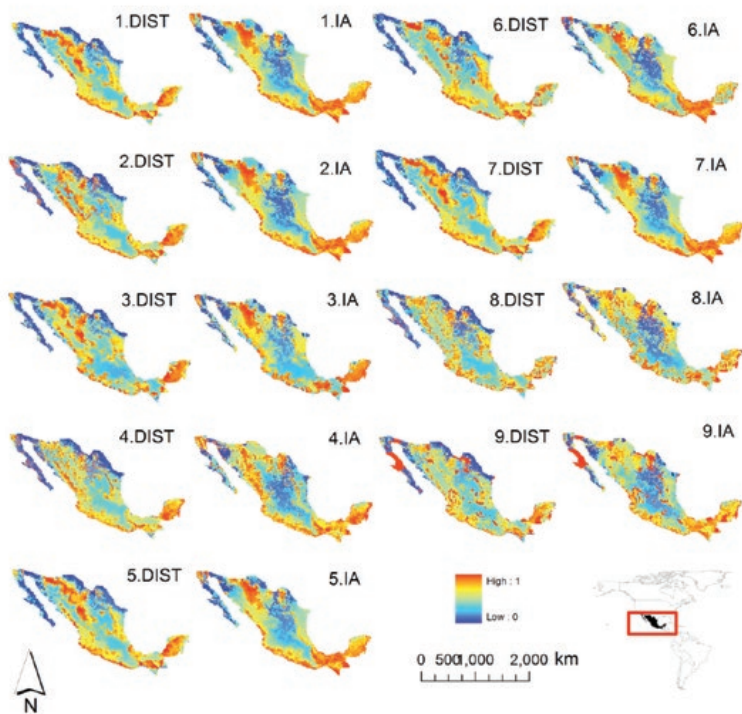 1.DIST 1.IA 6.DIST 6.IA
2.DIST 2.IA 7.DIST 7.IA
3.DIST 3.IA 8.DIST 8.IA
4.DIST 4.IA 9.DIST 9.IA
5.DIST 5.IA
High : 1
Low : 0
0 500 1,000 2,000 km
N